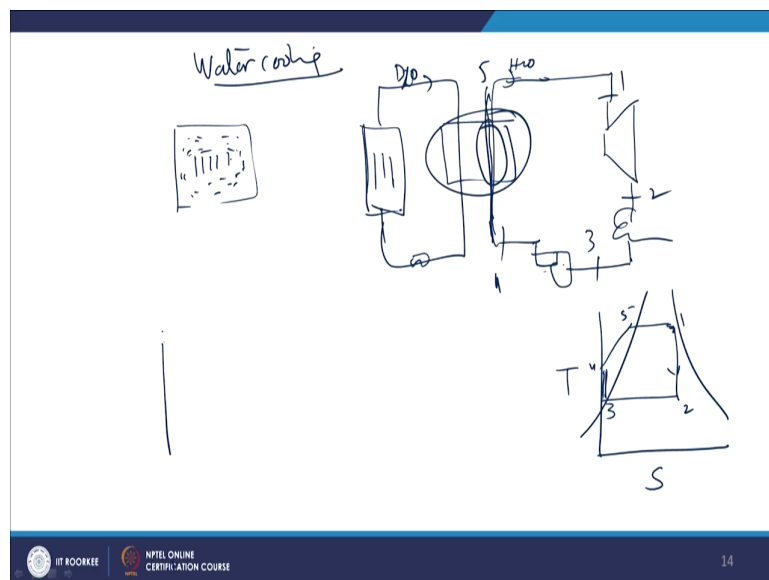 Water cooling
D2O
5
H2O
1
2
3
4
5
1
T
4
3
2
S
IIT ROORKEE
NPTEL ONLINE
CERTIFICATION COURSE
14